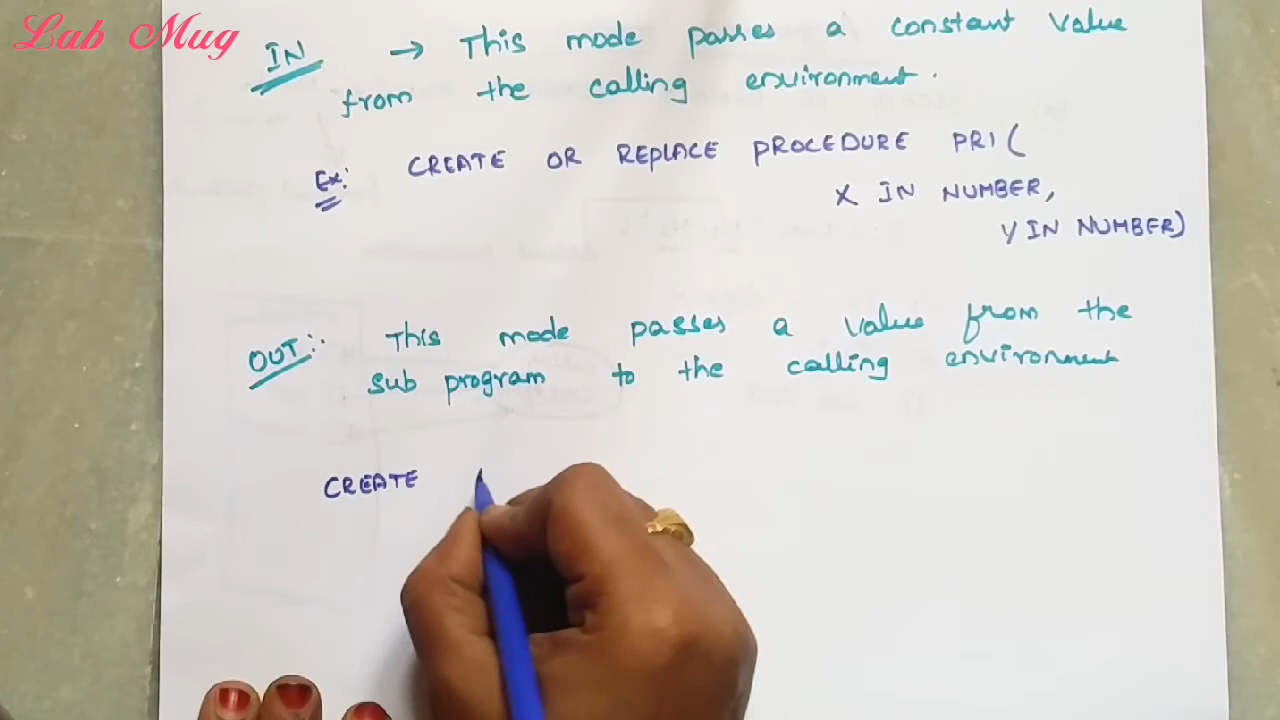 Lab Mug
IN → This mode passes a constant value
from the calling environment.
Ex: CREATE OR REPLACE PROCEDURE PR1(
X IN NUMBER,
Y IN NUMBER)
OUT:- This mode passes a value from the
sub program to the calling environment
CREATE